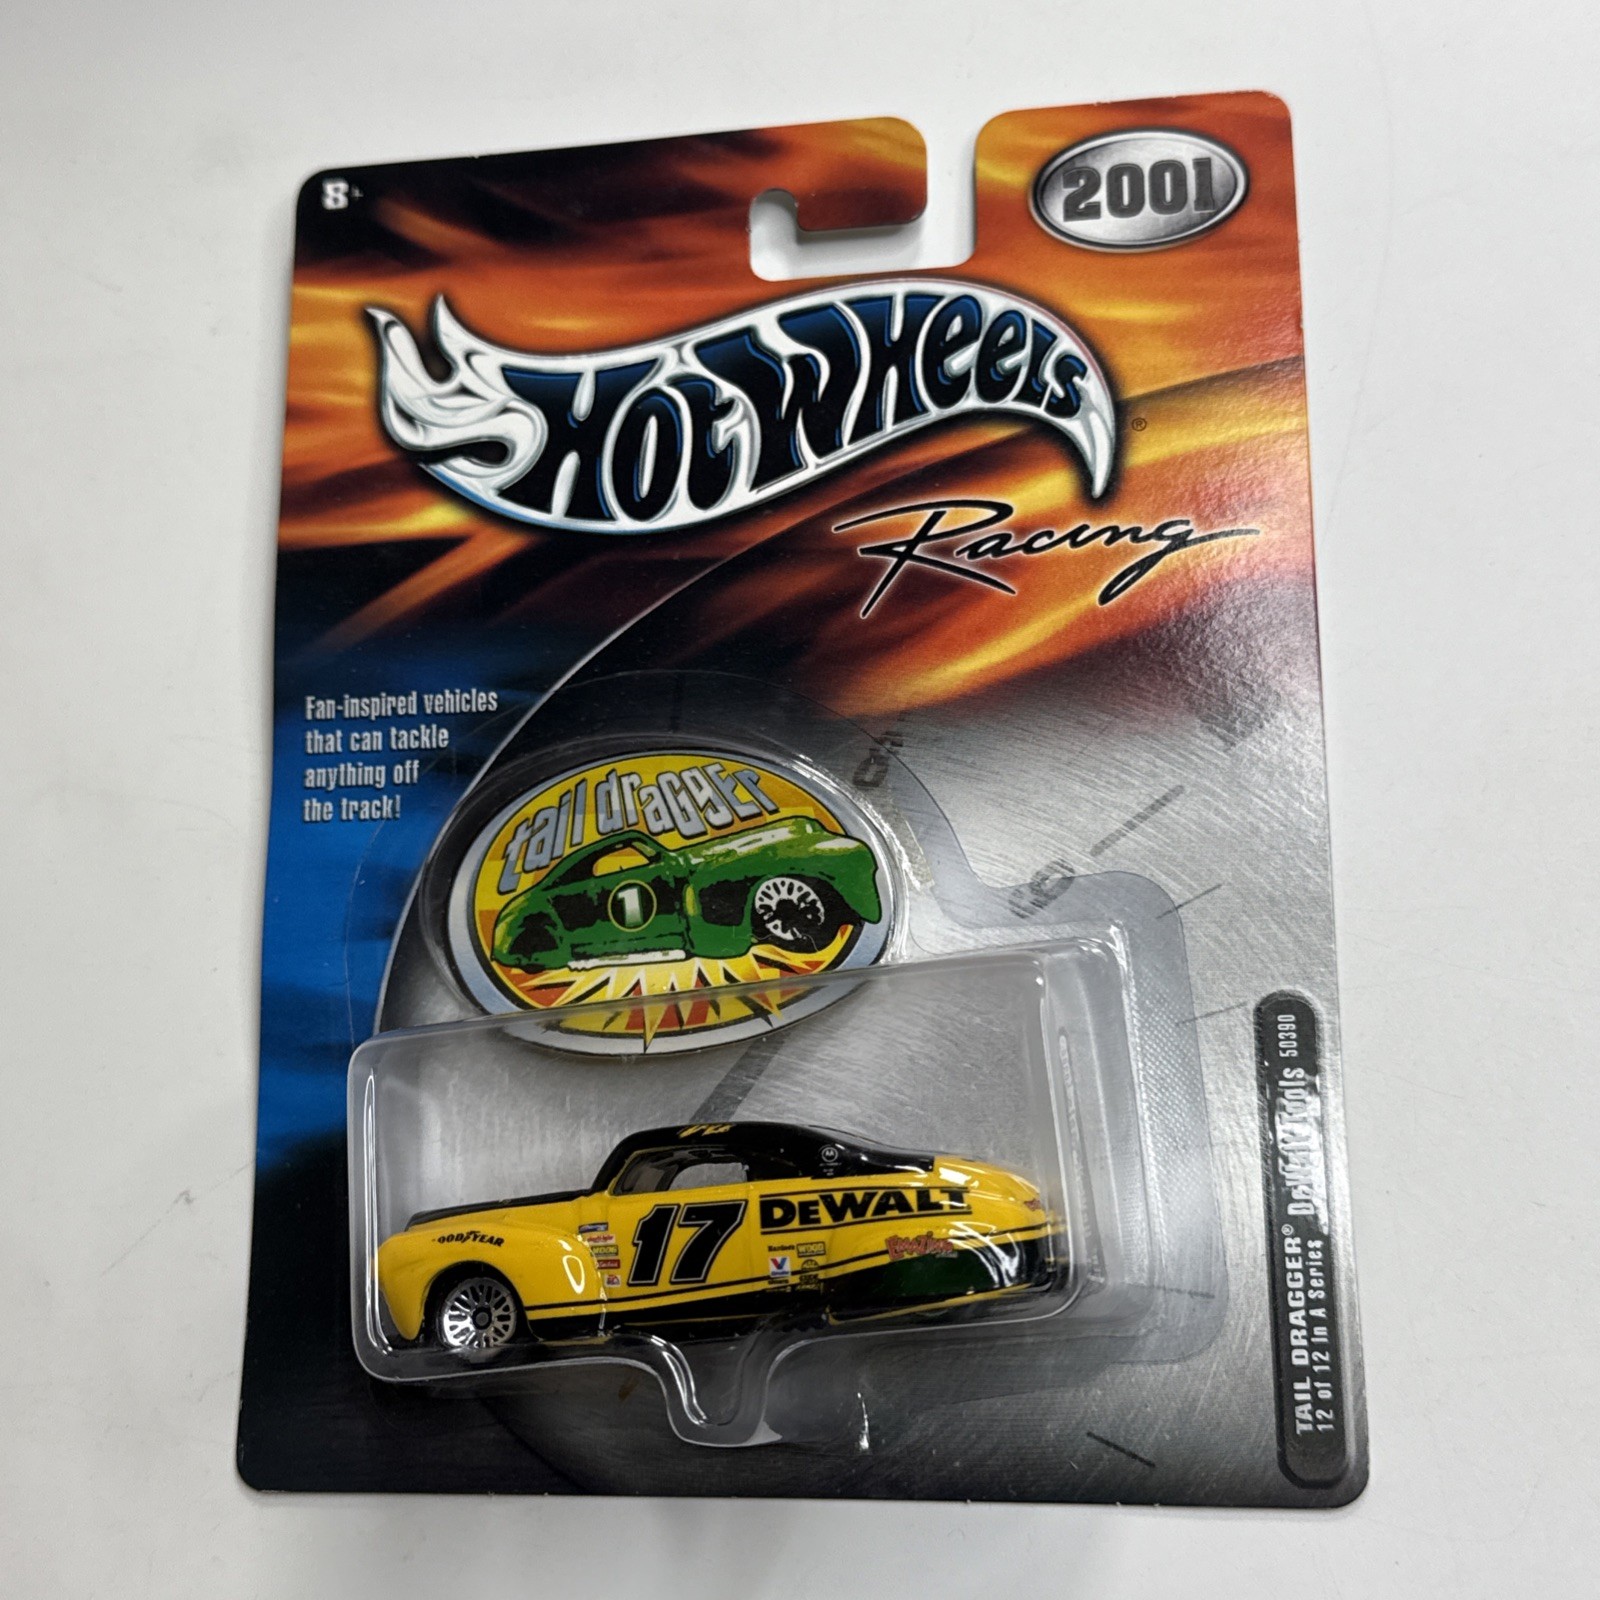 8+
2001
Hot Wheels ®
Racing
Fan-inspired vehicles
that can tackle
anything off
the track!
tail dragger
1
17
DEWALT
GOODYEAR
WOOD
TAIL DRAGGER® DeWALT Tools 50390
12 of 12 In A Series